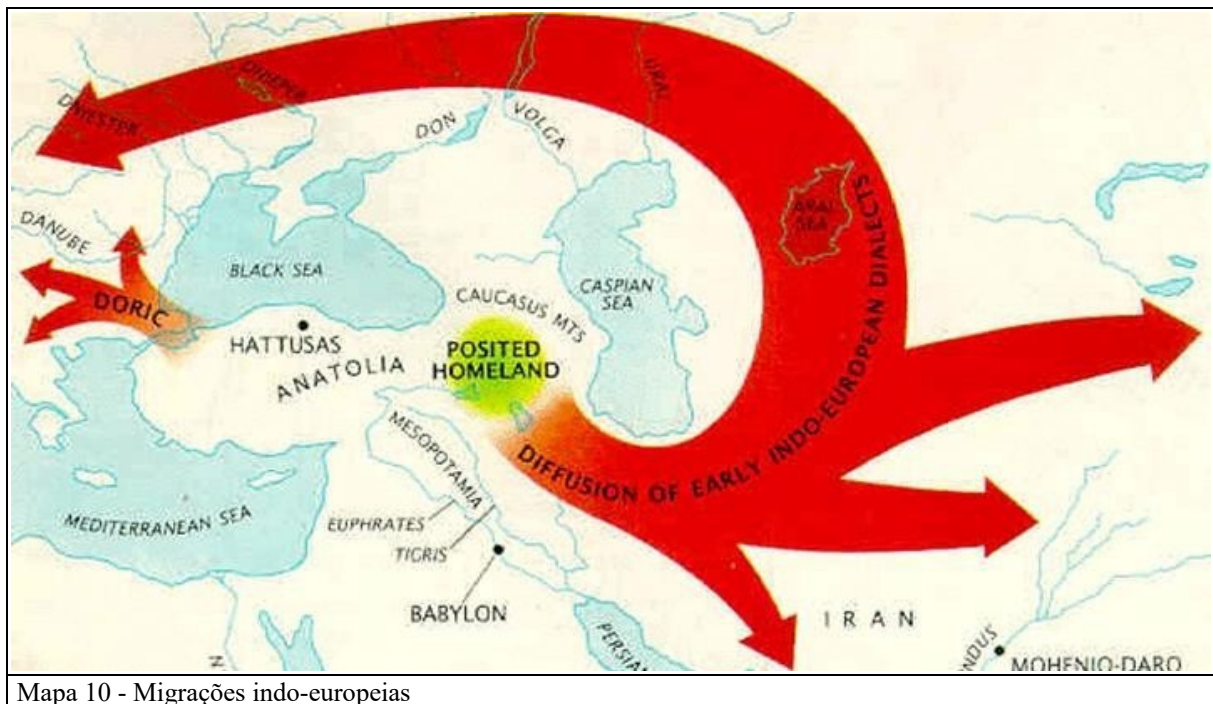 DNIEPER
DNIESTER
DON
VOLGA
URAL
ARAL
SEA
DANUBE
BLACK SEA
CAUCASUS MTS
CASPIAN
SEA
DORIC
HATTUSAS
ANATOLIA
POSITED
HOMELAND
DIFFUSION OF EARLY INDO-EUROPEAN DIALECTS
MESOPOTAMIA
MEDITERRANEAN SEA
EUPHRATES
TIGRIS
BABYLON
IRAN
PERSIAN
NDUS
MOHENJO-DARO
N
Mapa 10 - Migrações indo-europeias